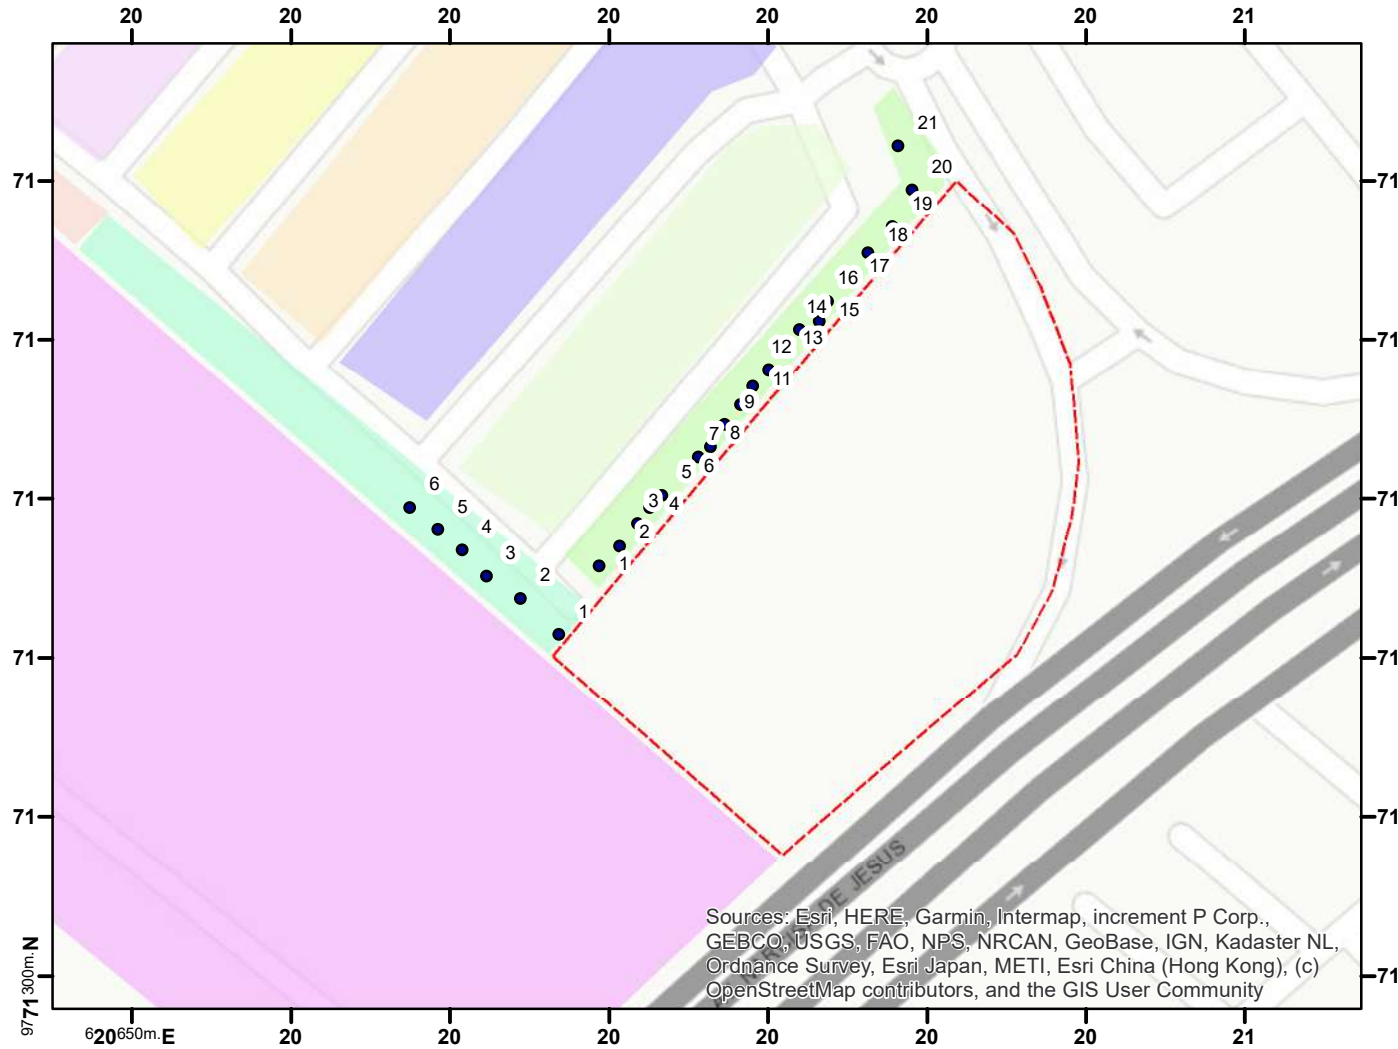 20 20 20 20 20 20 20 21
21
20
71 71
19
18
17
16
14 15
71 13 71
12
11
9
7 8
6
5
6
71 3 4 71
5
4 2
3
1
2
1
71 71
71 71
DE JESUS
Sources: Esri, HERE, Garmin, Intermap, increment P Corp.,
GEBCO, USGS, FAO, NPS, NRCAN, GeoBase, IGN, Kadaster NL,
Ordnance Survey, Esri Japan, METI, Esri China (Hong Kong), (c)
OpenStreetMap contributors, and the GIS User Community
9771300m.N 71
620650m.E 20 20 20 20 20 20 21